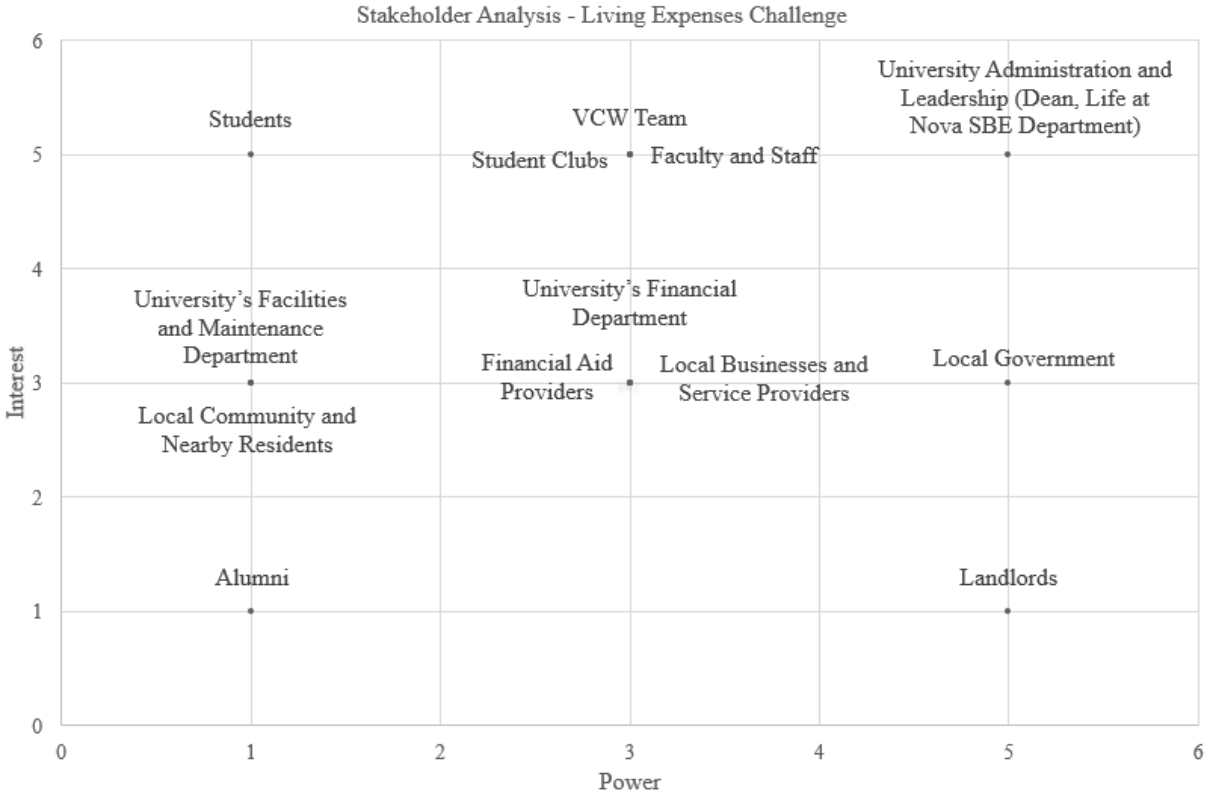 Stakeholder Analysis - Living Expenses Challenge
6
University Administration and
Leadership (Dean, Life at
Nova SBE Department)
Students
VCW Team
5
Student Clubs
Faculty and Staff
4
University’s Facilities
and Maintenance
Department
University’s Financial
Department
Interest
3
Financial Aid
Providers
Local Businesses and
Service Providers
Local Government
Local Community and
Nearby Residents
2
Alumni
Landlords
1
0
0 1 2 3 4 5 6
Power